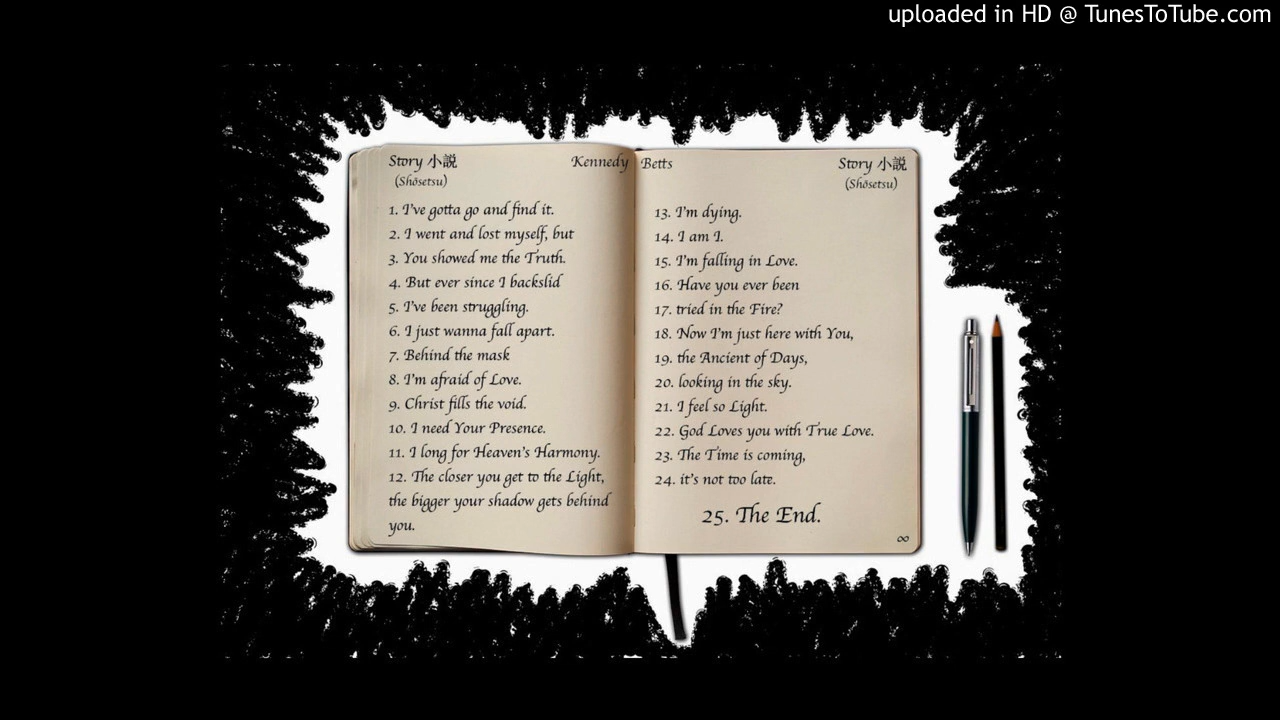 uploaded in HD @ TunesToTube.com
Story 小説
(Shōsetsu)
Kennedy
1. I've gotta go and find it.
2. I went and lost myself, but
3. You showed me the Truth.
4. But ever since I backslid
5. I've been struggling.
6. I just wanna fall apart.
7. Behind the mask
8. I'm afraid of Love.
9. Christ fills the void.
10. I need Your Presence.
11. I long for Heaven's Harmony.
12. The closer you get to the Light,
the bigger your shadow gets behind
you.
Betts
Story 小説
(Shōsetsu)
13. I'm dying.
14. I am I.
15. I'm falling in Love.
16. Have you ever been
17. tried in the Fire?
18. Now I'm just here with You,
19. the Ancient of Days,
20. looking in the sky.
21. I feel so Light.
22. God Loves you with True Love.
23. The Time is coming,
24. it's not too late.
25. The End.
∞